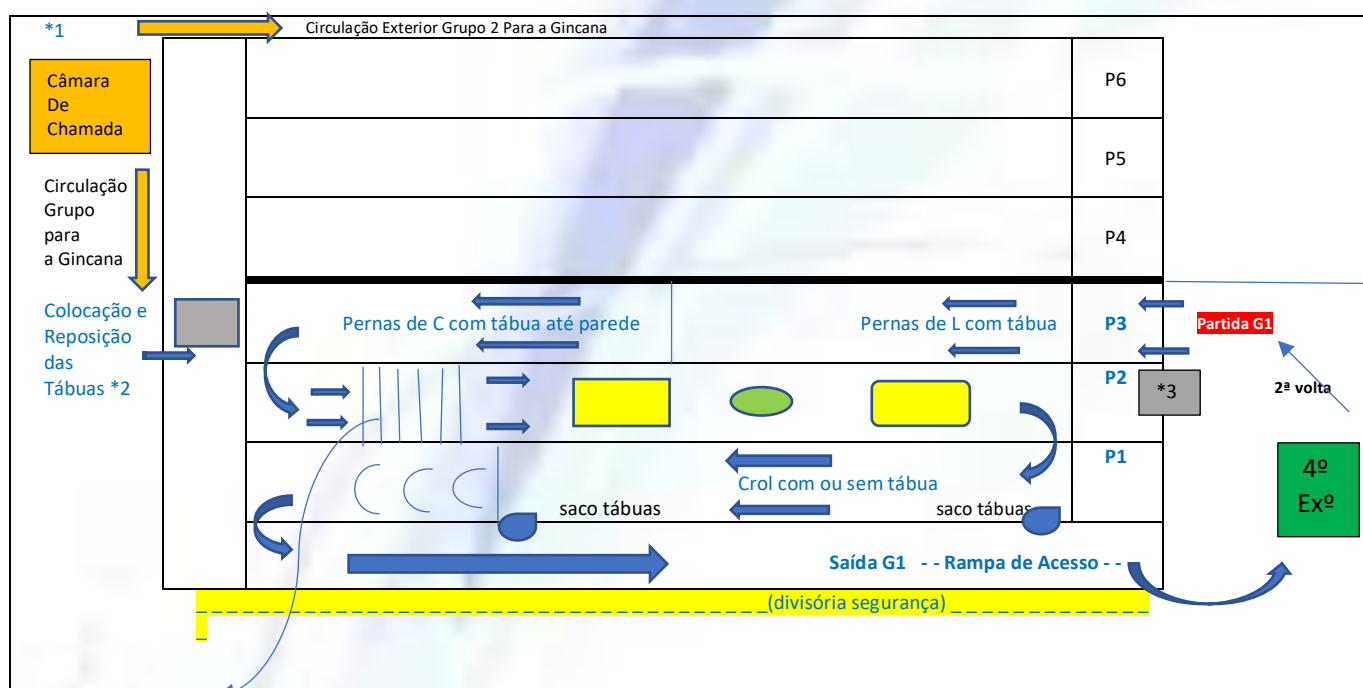 *1
Circulação Exterior Grupo 2 Para a Gincana
Câmara
De
Chamada
P6
P5
P4
Circulação
Grupo
para
a Gincana
Colocação e
Reposição
das
Tábuas *2
Pernas de C com tábua até parede
Pernas de L com tábua
P3
Partida G1
P2
*3
2ª volta
P1
Crol com ou sem tábua
saco tábuas
saco tábuas
4º
Exº
Saída G1 - - Rampa de Acesso - -
(divisória segurança)